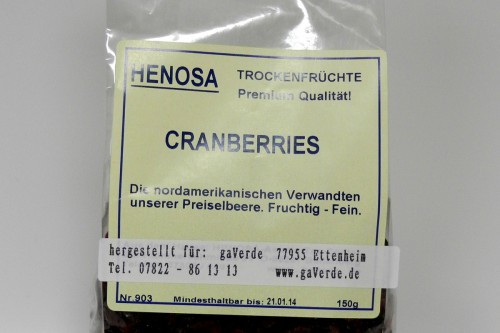 HENOSA TROCKENFRÜCHTE
Premium Qualität!
CRANBERRIES
Die nordamerikanischen Verwandten
unserer Preiselbeere. Fruchtig - Fein.
hergestellt für: gaVerde 77955 Ettenheim
Tel. 07822 - 86 13 13 www.gaVerde.de
Nr.903 Mindesthaltbar bis: 21.01.14 150g